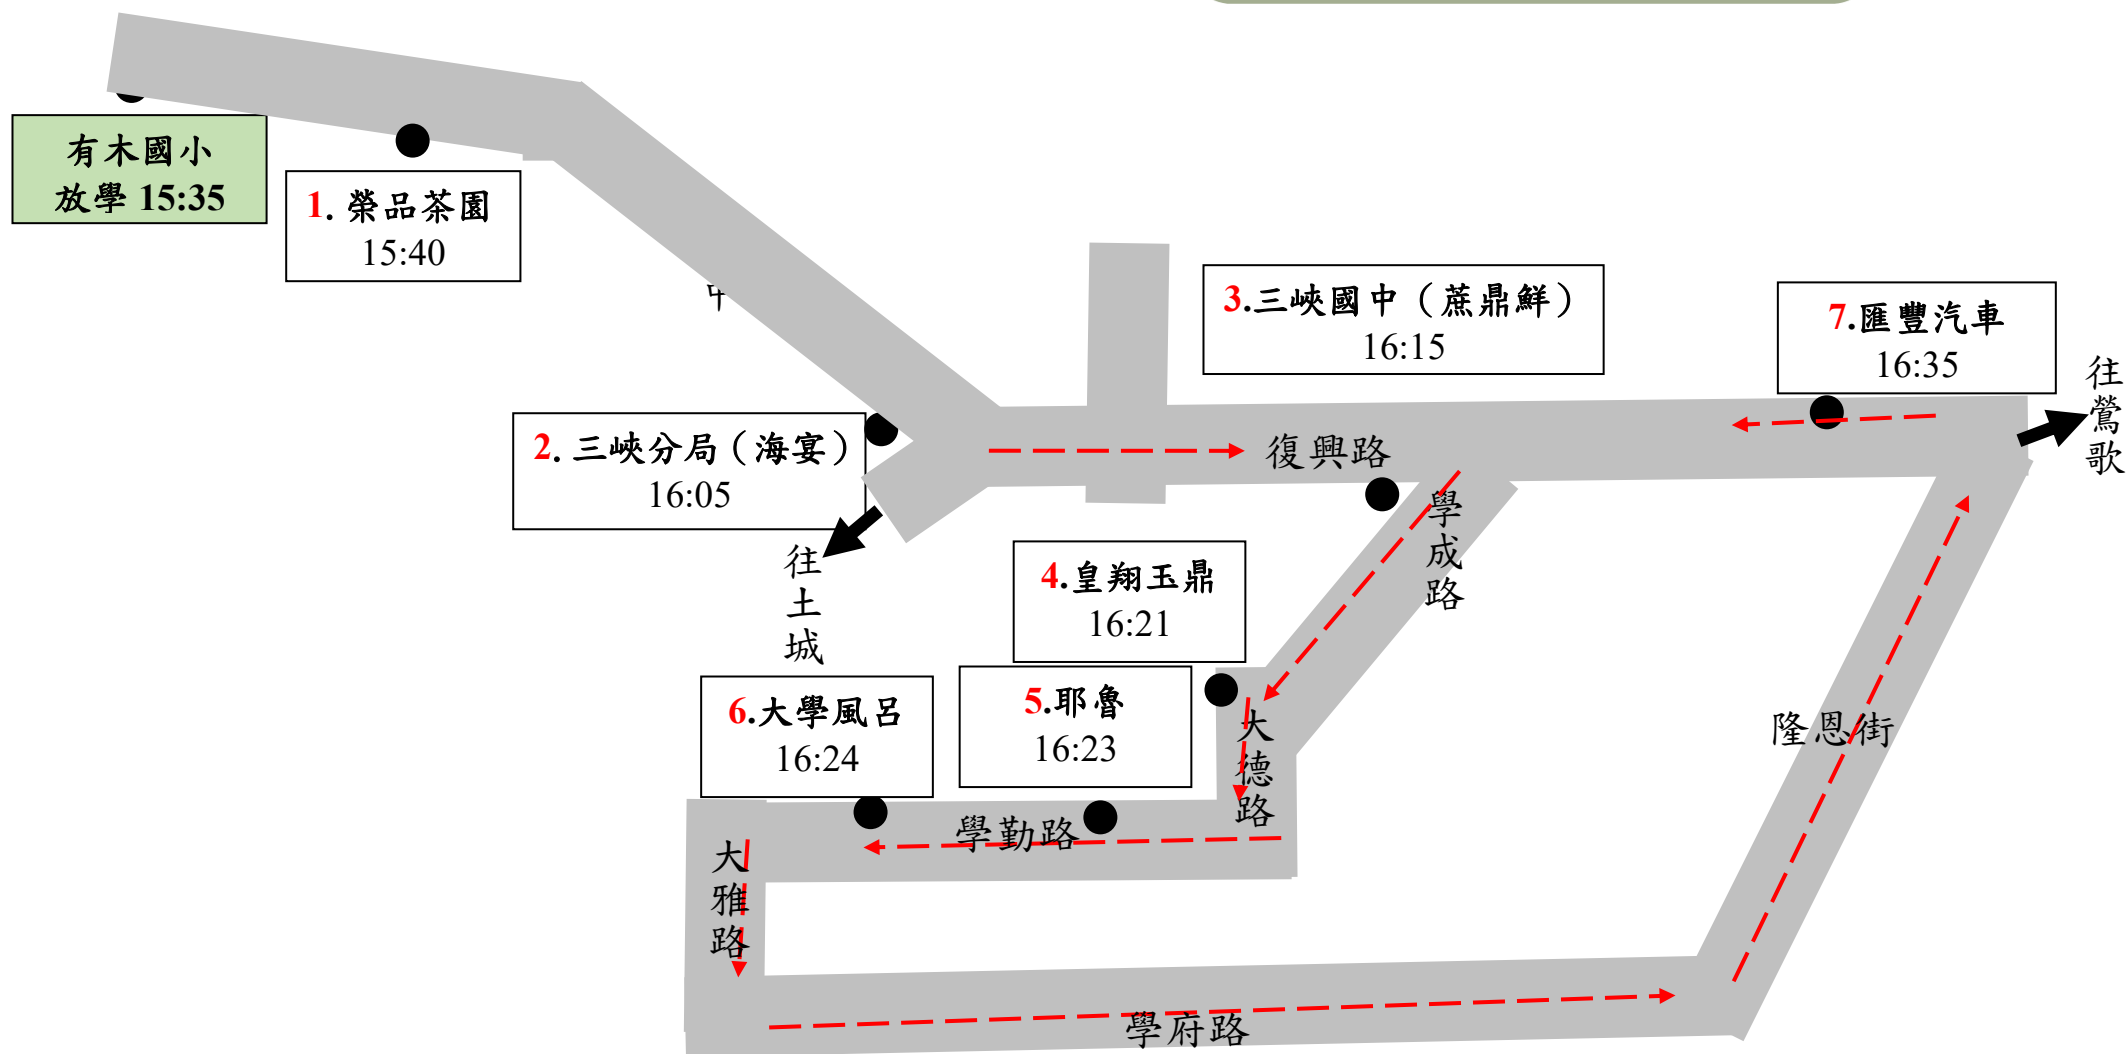 有木國小
放學 15:35
1. 榮品茶園
15:40
2. 三峽分局（海宴）
16:05
3.三峽國中（蔗鼎鮮）
16:15
7.匯豐汽車
16:35
往鶯歌
復興路
學成路
往土城
4.皇翔玉鼎
16:21
5.耶魯
16:23
6.大學風呂
16:24
大德路
學勤路
大雅路
隆恩街
學府路